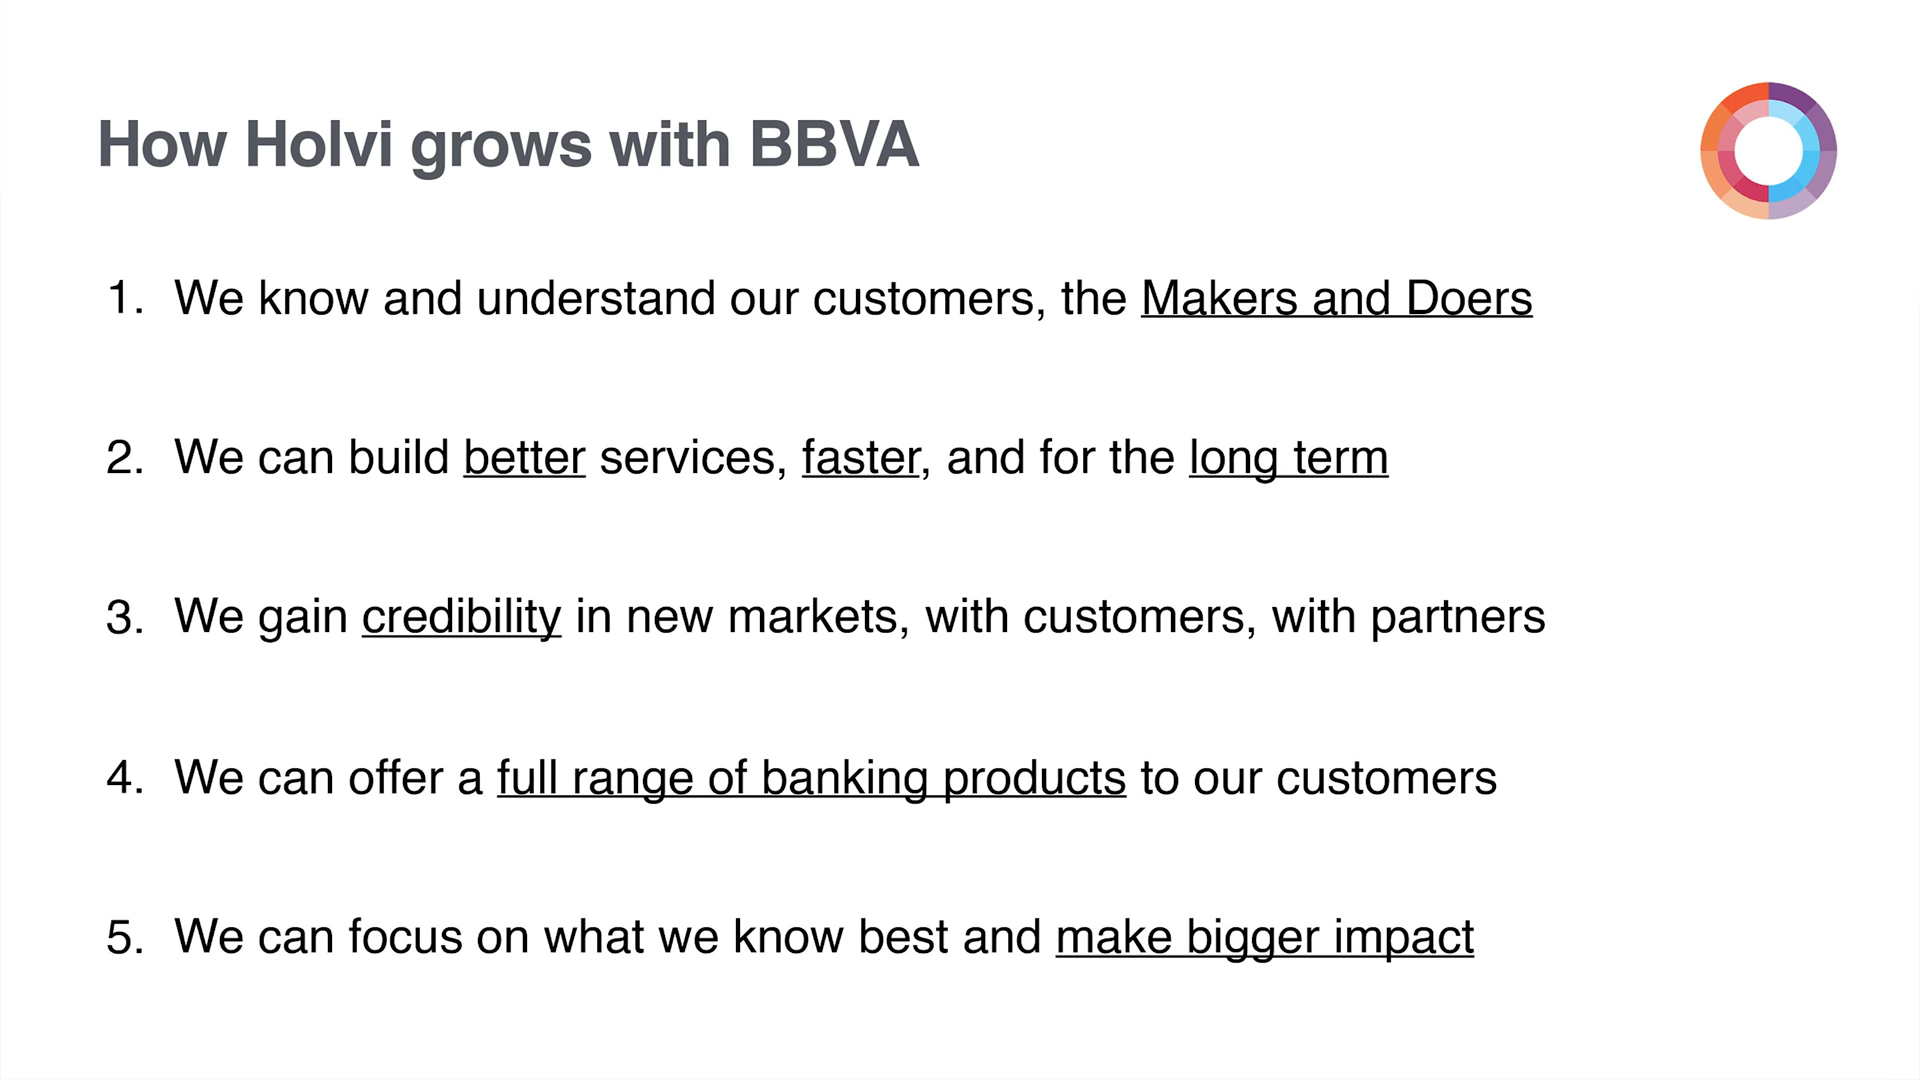 How Holvi grows with BBVA
1. We know and understand our customers, the Makers and Doers
2. We can build better services, faster, and for the long term
3. We gain credibility in new markets, with customers, with partners
4. We can offer a full range of banking products to our customers
5. We can focus on what we know best and make bigger impact